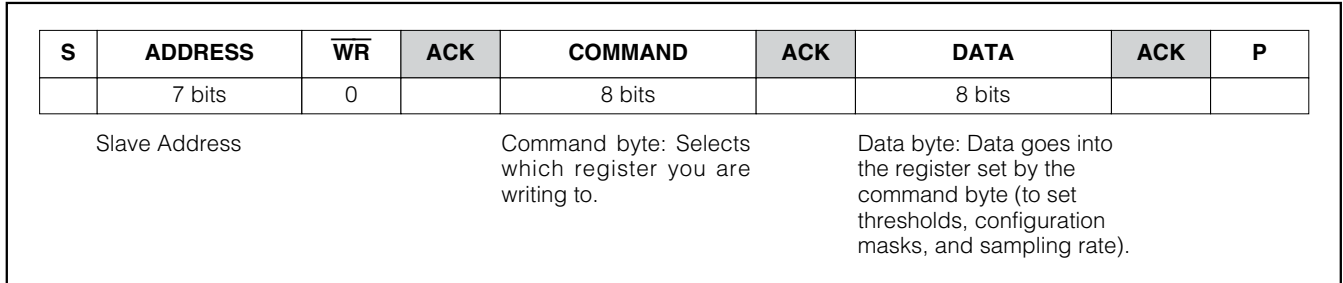 S ADDRESS WR ACK COMMAND ACK DATA ACK P
7 bits 0 8 bits 8 bits
Slave Address
Command byte: Selects
which register you are
writing to.
Data byte: Data goes into
the register set by the
command byte (to set
thresholds, configuration
masks, and sampling rate).